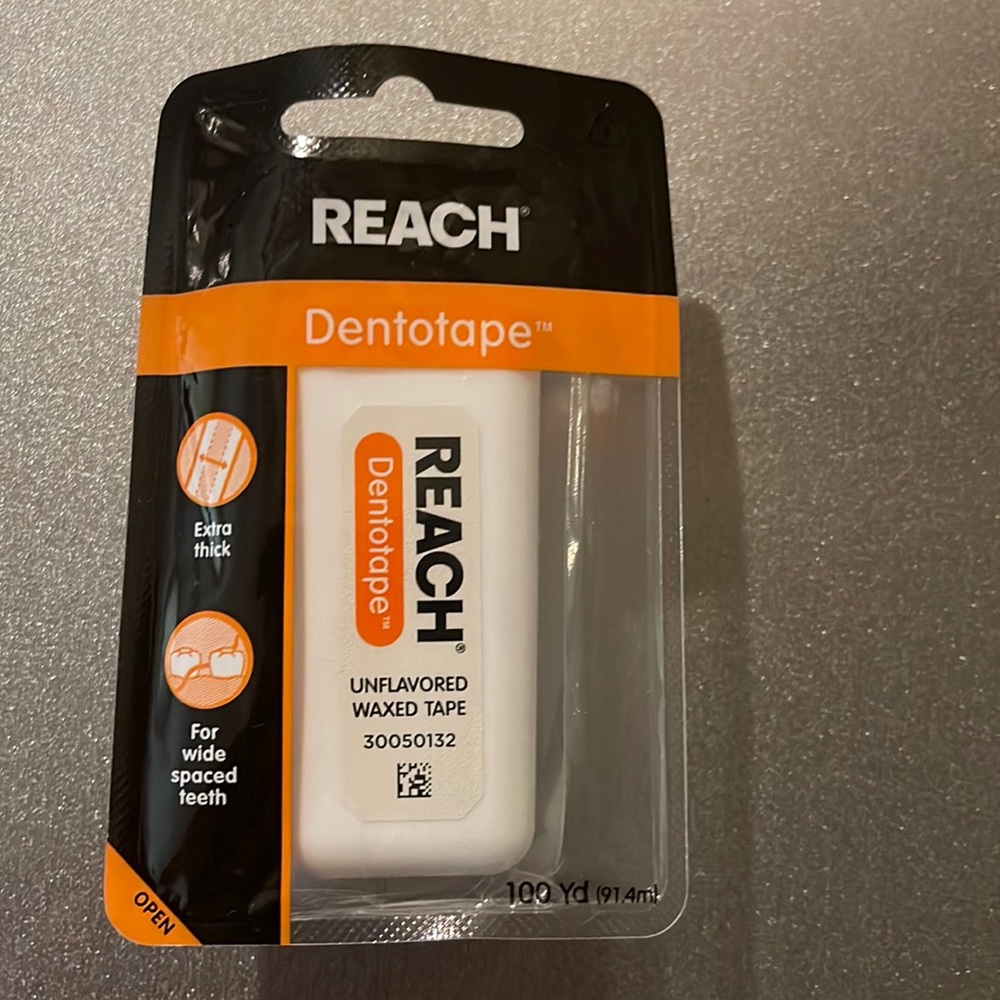 REACH®
Dentotape™
Extra
thick
For
wide
spaced
teeth
REACH®
Dentotape™
UNFLAVORED
WAXED TAPE
30050132
OPEN
100 Yd (91.4m)